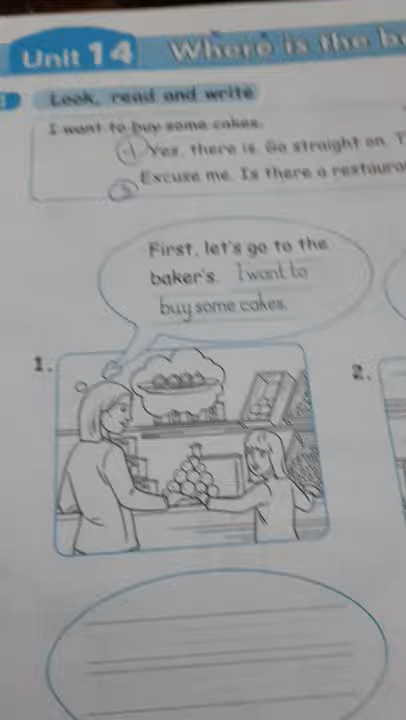 Unit 14 Where is the
Look, read and write
I want to buy some cakes.
4 Yes, there is. Go straight on.
Excuse me. Is there a
First, let's go to the
baker's. I want to
buy some cakes.
1.
2.